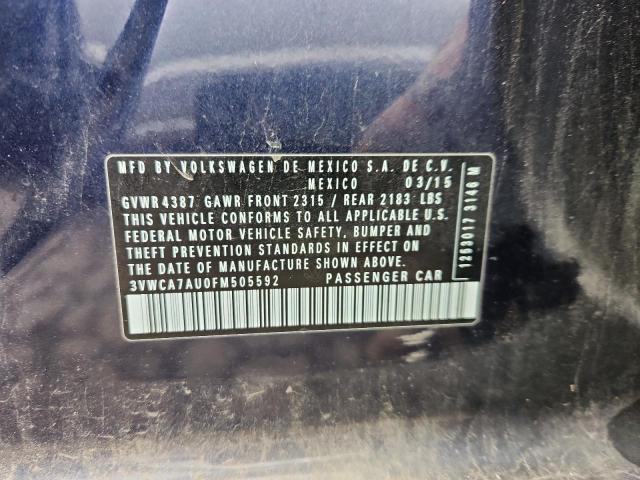 MFD BY VOLKSWAGEN DE MEXICO S.A. DE C.V.
MEXICO 03/15
GVWR 4387 GAWR FRONT 2315 / REAR 2183 LBS
THIS VEHICLE CONFORMS TO ALL APPLICABLE U.S.
FEDERAL MOTOR VEHICLE SAFETY, BUMPER AND
THEFT PREVENTION STANDARDS IN EFFECT ON
THE DATE OF MANUFACTURE SHOWN ABOVE.
3VWCA7AU0FM505592 PASSENGER CAR
1253017 3146 M